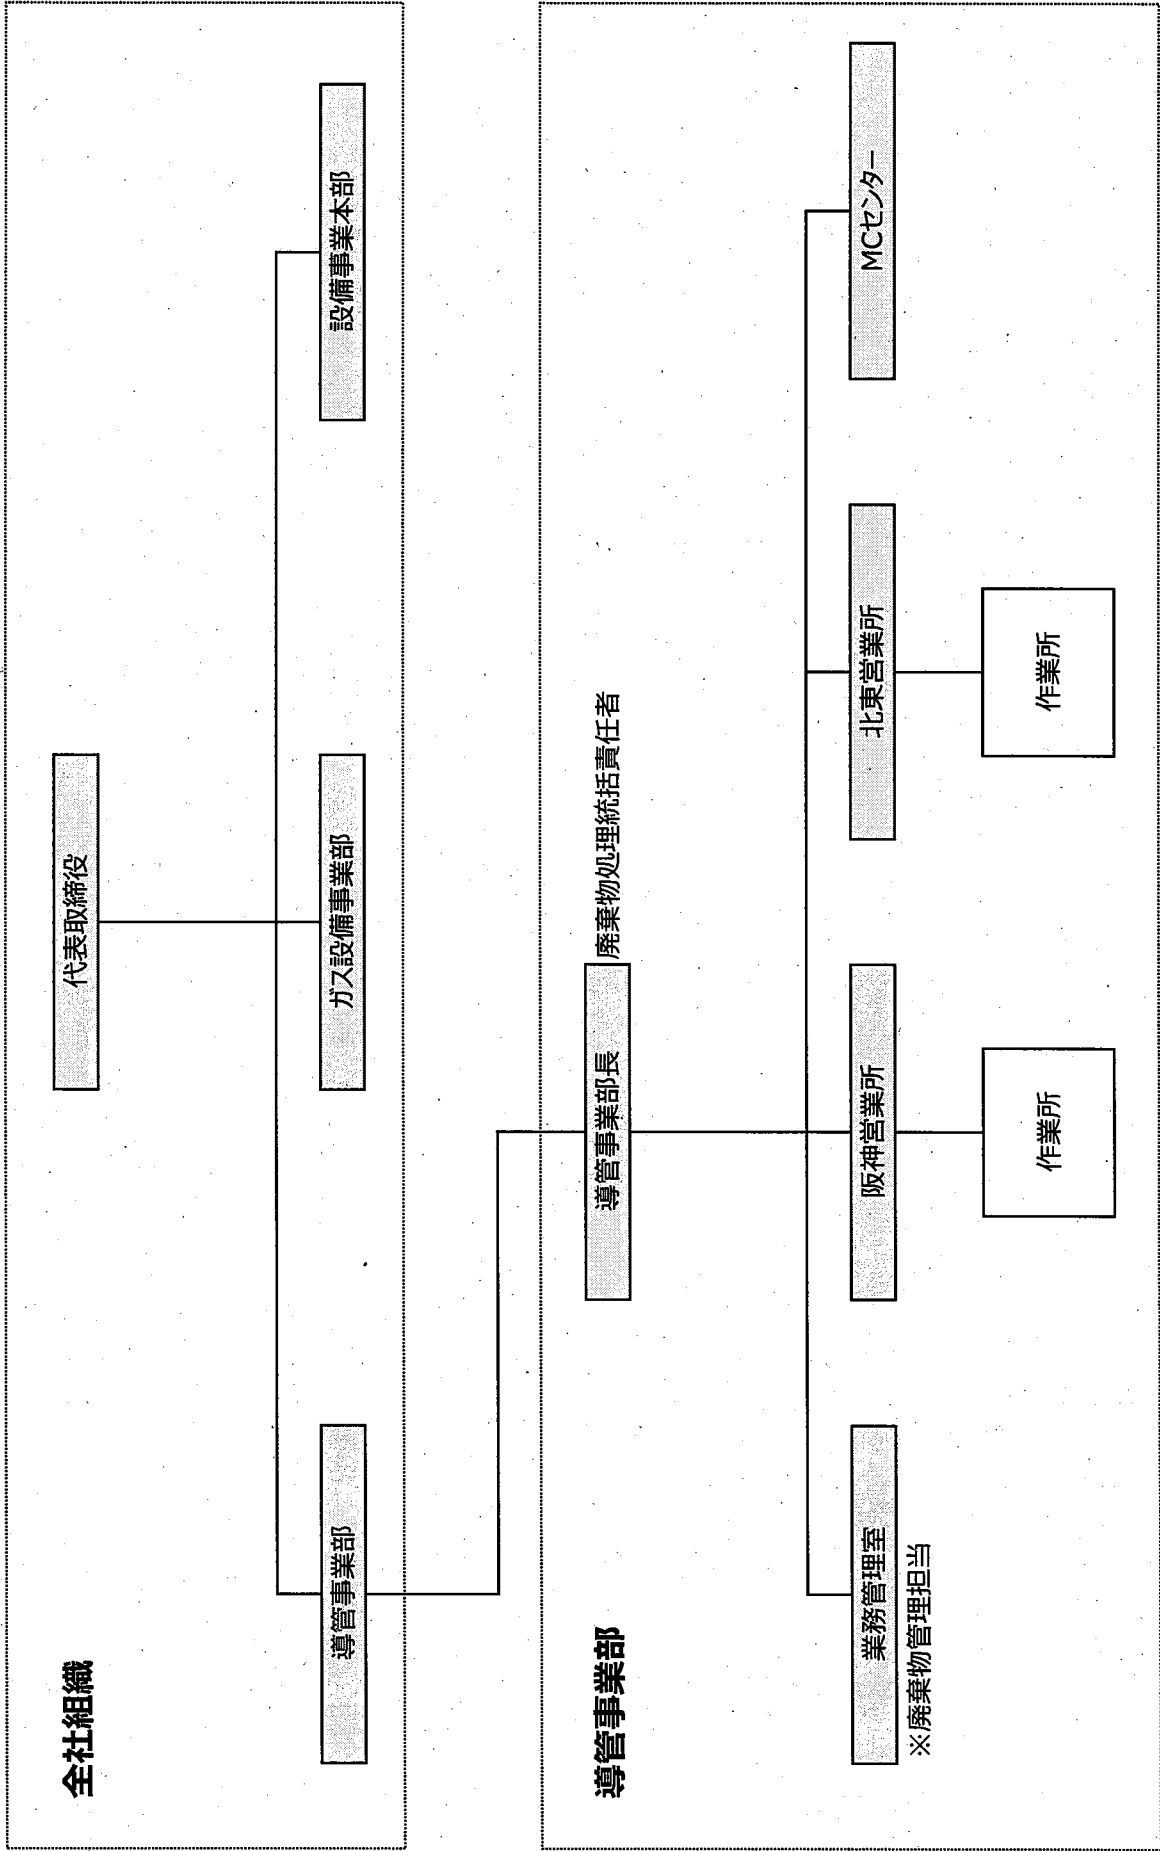 全社組織
代表取締役
導管事業部
ガス設備事業部
設備事業本部
導管事業部
導管事業部長
廃棄物処理統括責任者
業務管理室
※廃棄物管理担当
阪神営業所
北東営業所
MCセンター
作業所
作業所